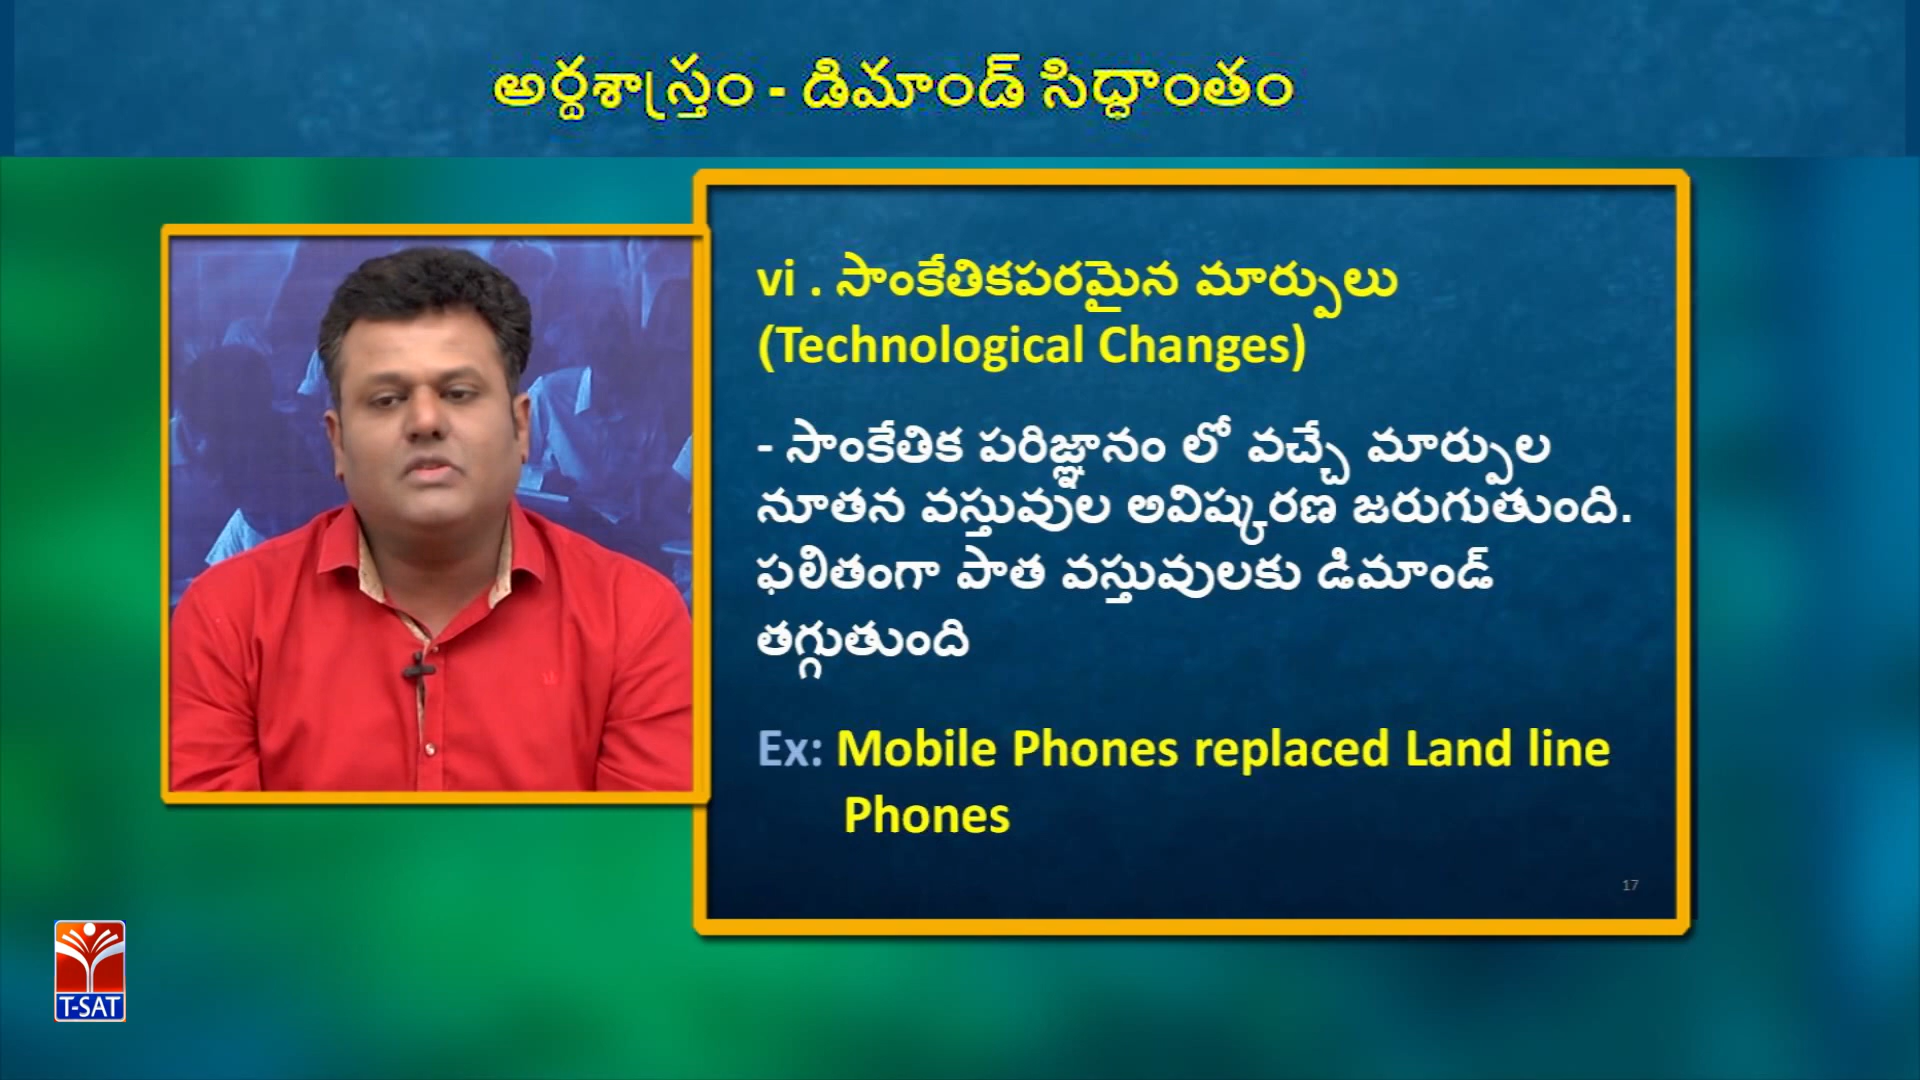 అర్థశాస్త్రం - డిమాండ్ సిద్ధాంతం
vi . సాంకేతికపరమైన మార్పులు
(Technological Changes)
- సాంకేతిక పరిజ్ఞానం లో వచ్చే మార్పుల
నూతన వస్తువుల అవిష్కరణ జరుగుతుంది.
ఫలితంగా పాత వస్తువులకు డిమాండ్
తగ్గుతుంది
Ex: Mobile Phones replaced Land line
Phones
17
T-SAT